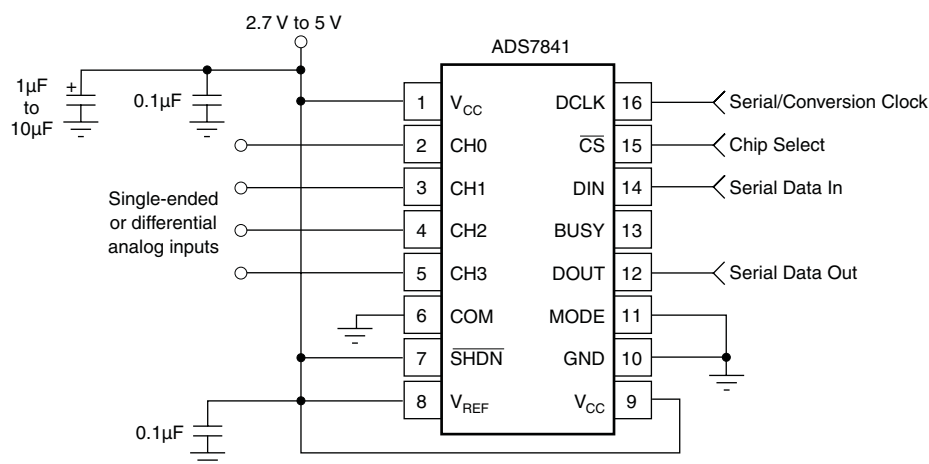 2.7 V to 5 V
ADS7841
1µF
to
10µF
+
0.1µF
1 V_CC DCLK 16 Serial/Conversion Clock
2 CH0 C̅S̅ 15 Chip Select
3 CH1 DIN 14 Serial Data In
Single-ended
or differential
analog inputs
4 CH2 BUSY 13
5 CH3 DOUT 12 Serial Data Out
6 COM MODE 11
7 S̅H̅D̅N̅ GND 10
8 V_REF V_CC 9
0.1µF